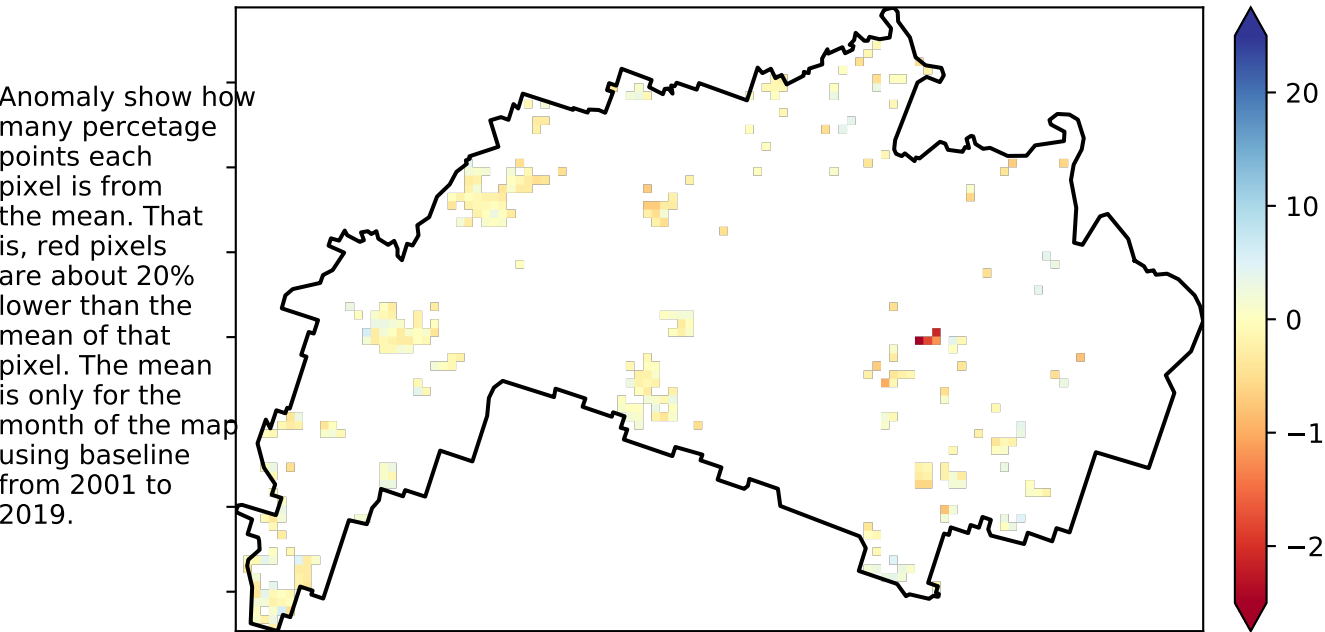 Anomaly show how
many percetage
points each
pixel is from
the mean. That
is, red pixels
are about 20%
lower than the
mean of that
pixel. The mean
is only for the
month of the map
using baseline
from 2001 to
2019.
20
10
0
−1
−2